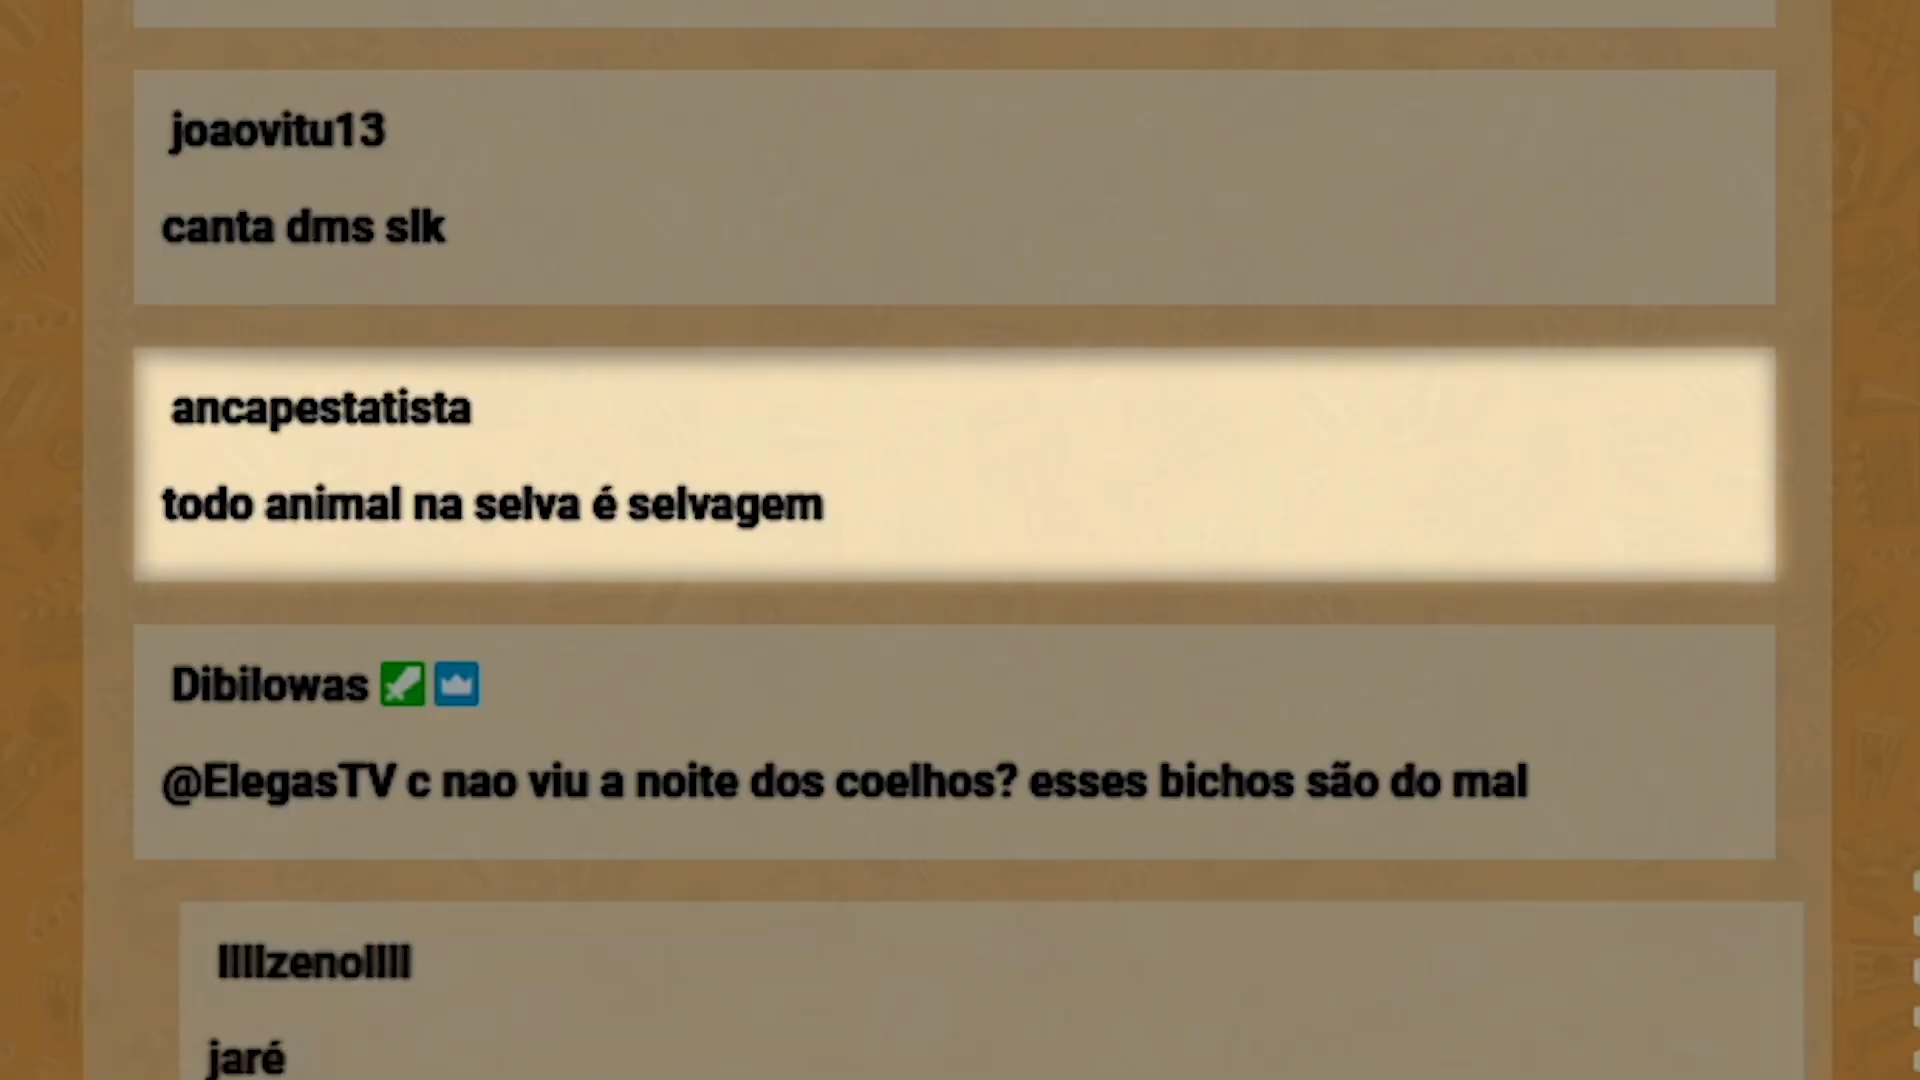 joaovitu13
canta dms slk
ancapestatista
todo animal na selva é selvagem
Dibilowas
@ElegasTV c nao viu a noite dos coelhos? esses bichos são do mal
llllzenollll
jaré